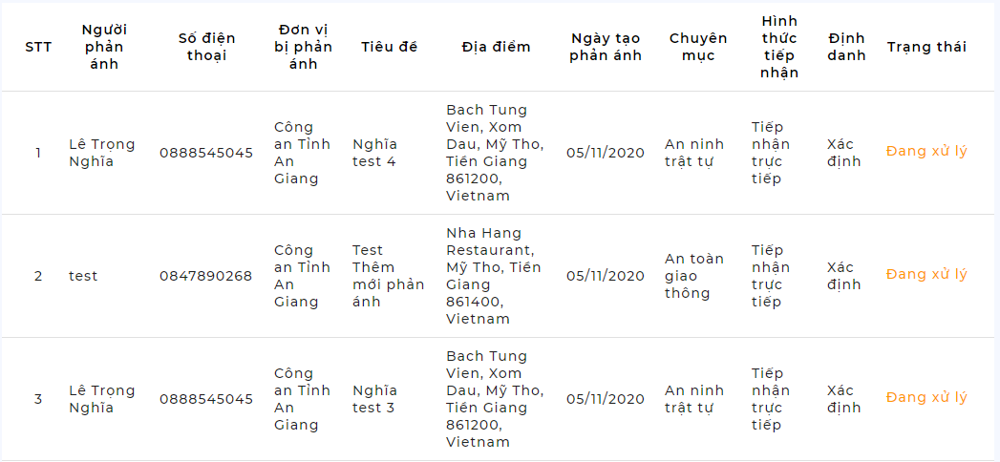 STT
Người
phản
ánh
Số điện
thoại
Đơn vị
bị phản
ánh
Tiêu đề
Địa điểm
Ngày tạo
phản ánh
Chuyên
mục
Hình
thức
tiếp
nhận
Định
danh
Trạng thái
1
Lê Trọng
Nghĩa
0888545045
Công
an Tỉnh
An
Giang
Nghĩa
test 4
Bach Tung
Vien, Xom
Dau, Mỹ Tho,
Tiền Giang
861200,
Vietnam
05/11/2020
An ninh
trật tự
Tiếp
nhận
trực
tiếp
Xác
định
Đang xử lý
2
test
0847890268
Công
an Tỉnh
An
Giang
Test
Thêm
mới phản
ánh
Nha Hang
Restaurant,
Mỹ Tho, Tiền
Giang
861400,
Vietnam
05/11/2020
An toàn
giao
thông
Tiếp
nhận
trực
tiếp
Xác
định
Đang xử lý
3
Lê Trọng
Nghĩa
0888545045
Công
an Tỉnh
An
Giang
Nghĩa
test 3
Bach Tung
Vien, Xom
Dau, Mỹ Tho,
Tiền Giang
861200,
Vietnam
05/11/2020
An ninh
trật tự
Tiếp
nhận
trực
tiếp
Xác
định
Đang xử lý